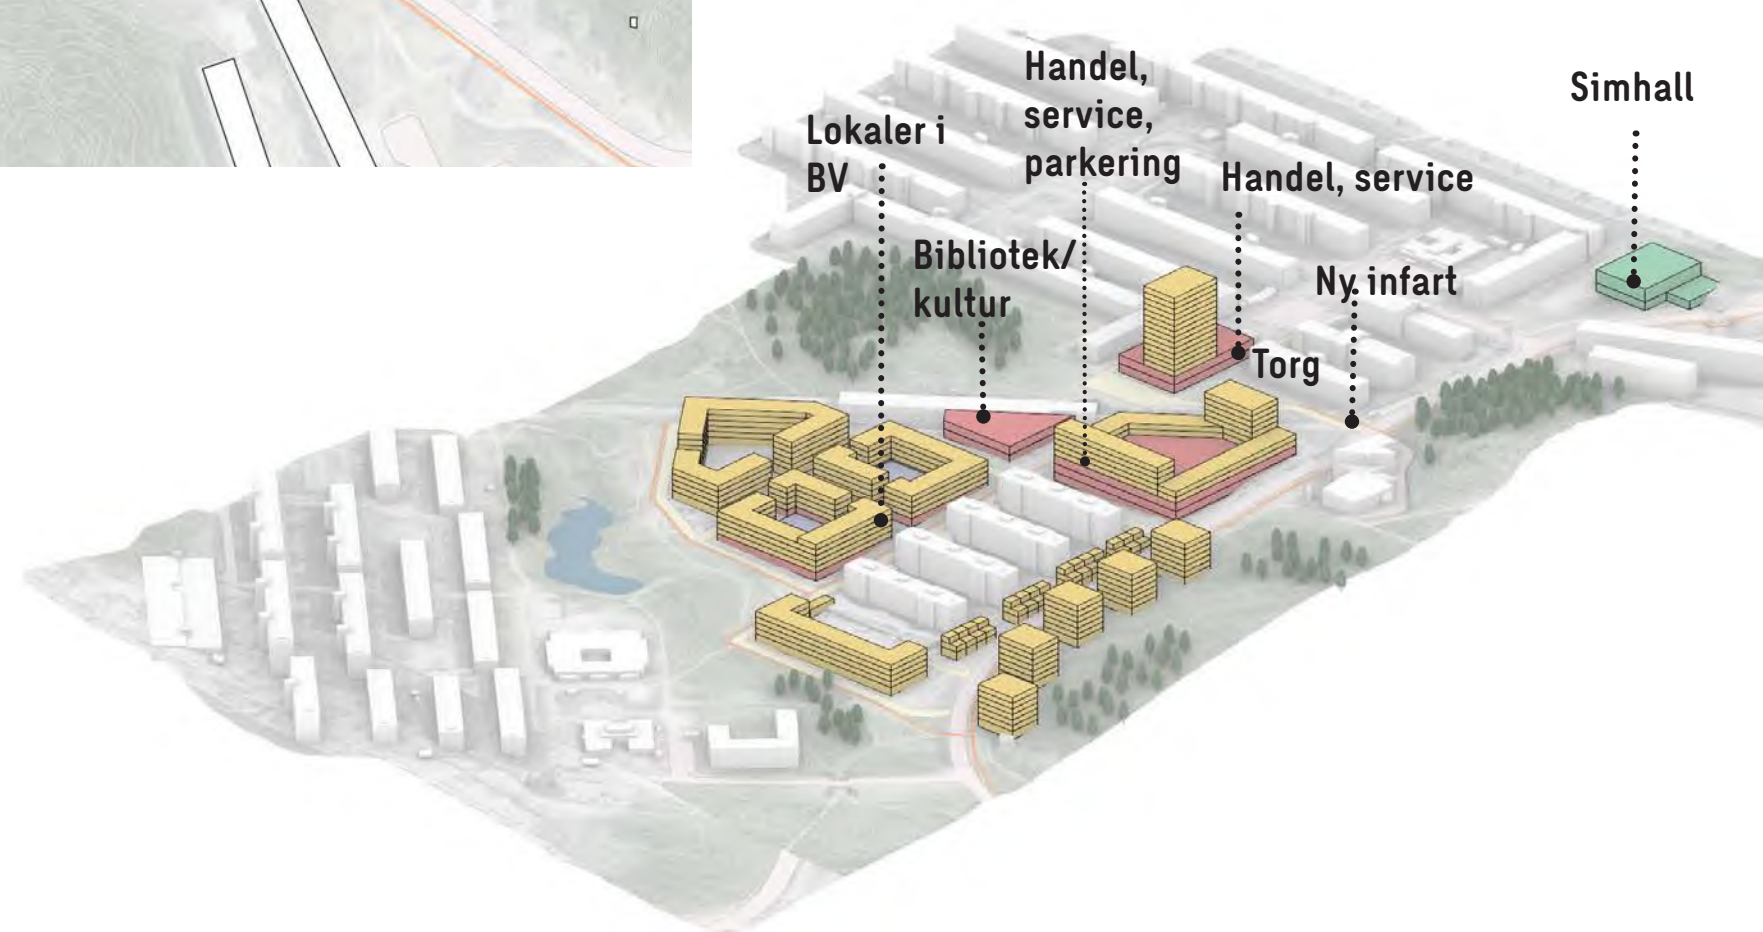 Handel,
service,
parkering
Simhall
Lokaler i
BV
Handel, service
Bibliotek/
kultur
Ny infart
Torg